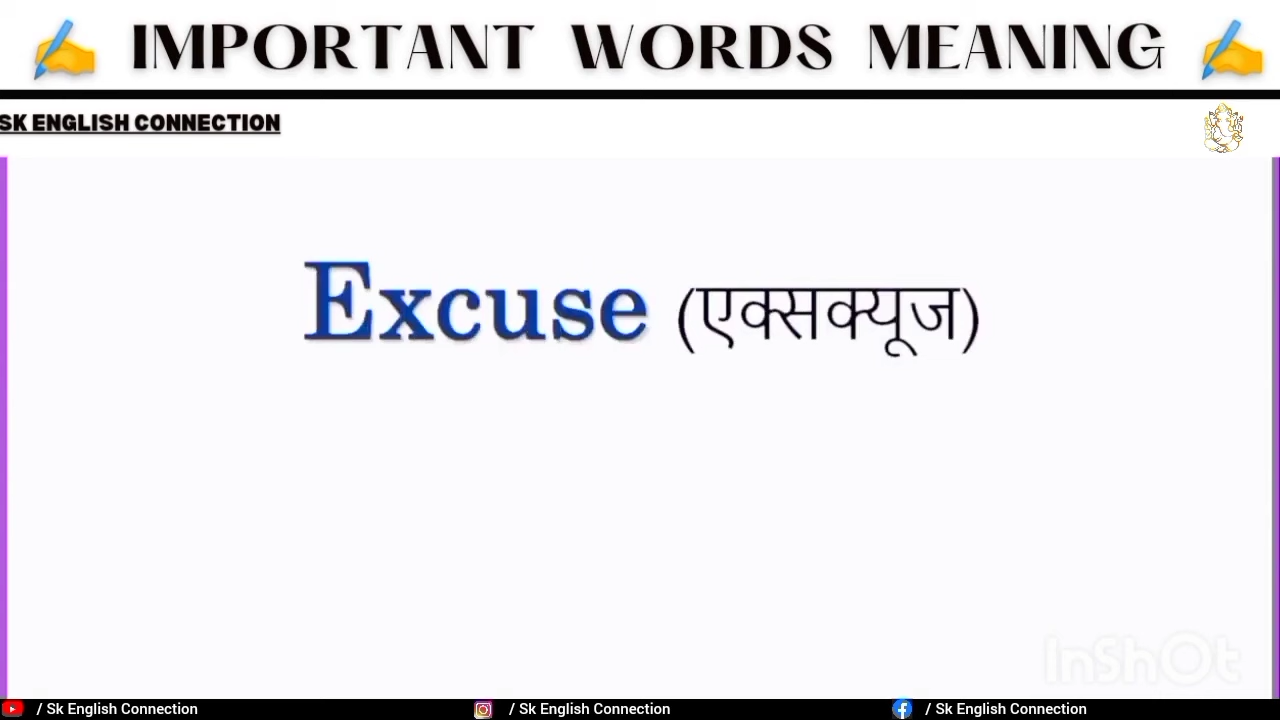 ✍️ IMPORTANT WORDS MEANING ✍️
SK ENGLISH CONNECTION
Excuse (एक्सक्यूज)
InShOt
/ Sk English Connection / Sk English Connection / Sk English Connection